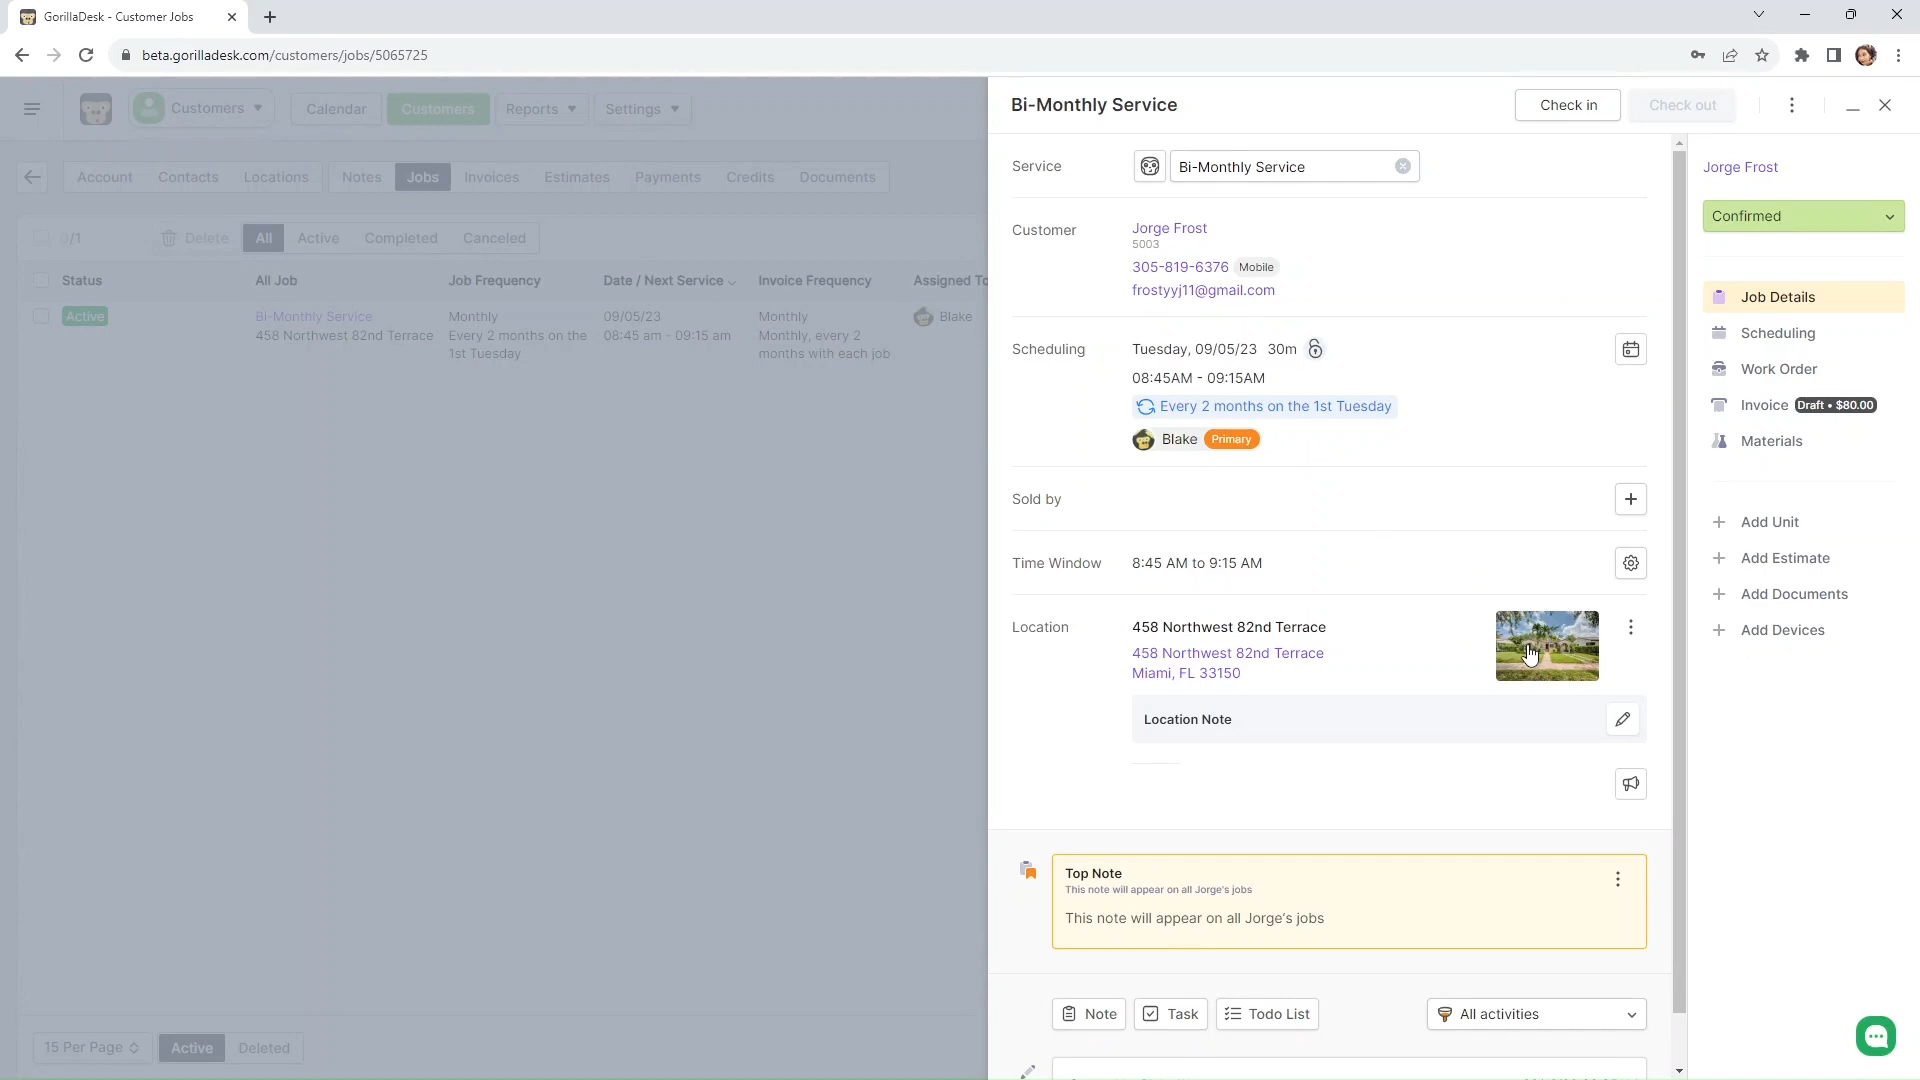 GorillaDesk - Customer Jobs
beta.gorilladesk.com/customers/jobs/5065725
Customers
Calendar
Customers
Reports
Settings
Account
Contacts
Locations
Notes
Jobs
Invoices
Estimates
Payments
Credits
Documents
0/1
Delete
All
Active
Completed
Canceled
Status
All Job
Job Frequency
Date / Next Service
Invoice Frequency
Assigned To
Active
Bi-Monthly Service
458 Northwest 82nd Terrace
Monthly
Every 2 months on the
1st Tuesday
09/05/23
08:45 am - 09:15 am
Monthly
Monthly, every 2
months with each job
Blake
15 Per Page
Active
Deleted
Bi-Monthly Service
Check in
Check out
Service
Bi-Monthly Service
Customer
Jorge Frost
5003
305-819-6376 Mobile
frostyyj11@gmail.com
Scheduling
Tuesday, 09/05/23 30m
08:45AM - 09:15AM
Every 2 months on the 1st Tuesday
Blake Primary
Sold by
Time Window
8:45 AM to 9:15 AM
Location
458 Northwest 82nd Terrace
458 Northwest 82nd Terrace
Miami, FL 33150
Location Note
Top Note
This note will appear on all Jorge's jobs
This note will appear on all Jorge's jobs
Note
Task
Todo List
All activities
Jorge Frost
Confirmed
Job Details
Scheduling
Work Order
Invoice Draft • $80.00
Materials
Add Unit
Add Estimate
Add Documents
Add Devices